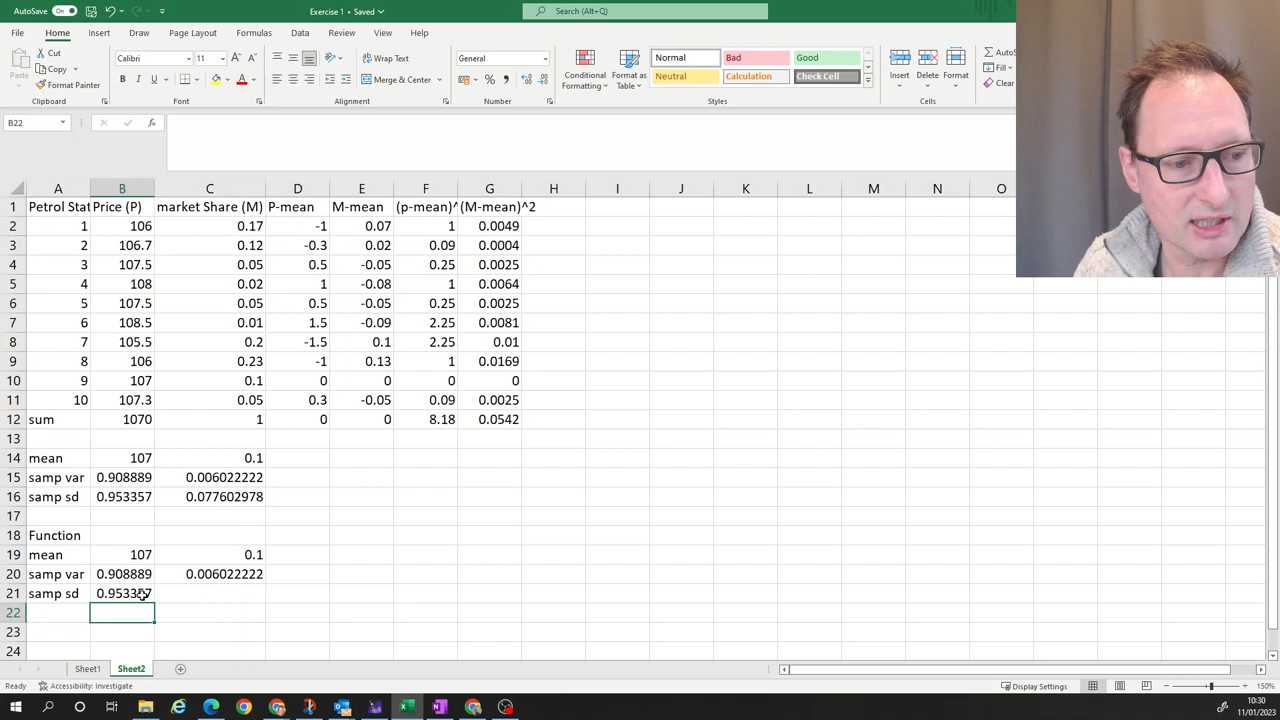 AutoSave On Exercise 1 • Saved Search (Alt+Q)
File Home Insert Draw Page Layout Formulas Data Review View Help
Paste Cut Copy Format Painter Clipboard
Calibri 11 A A B I U A Font
Wrap Text Merge & Center Alignment
General % Number
Conditional Formatting Format as Table Normal Bad Good Neutral Calculation Check Cell Styles
Insert Delete Format Cells
Fill Clear
B22 fx
A B C D E F G H I J K L M N O
1 Petrol Stat Price (P) market Share (M) P-mean M-mean (p-mean)^ (M-mean)^2
2 1 106 0.17 -1 0.07 1 0.0049
3 2 106.7 0.12 -0.3 0.02 0.09 0.0004
4 3 107.5 0.05 0.5 -0.05 0.25 0.0025
5 4 108 0.02 1 -0.08 1 0.0064
6 5 107.5 0.05 0.5 -0.05 0.25 0.0025
7 6 108.5 0.01 1.5 -0.09 2.25 0.0081
8 7 105.5 0.2 -1.5 0.1 2.25 0.01
9 8 106 0.23 -1 0.13 1 0.0169
10 9 107 0.1 0 0 0 0
11 10 107.3 0.05 0.3 -0.05 0.09 0.0025
12 sum 1070 1 0 0 8.18 0.0542
13
14 mean 107 0.1
15 samp var 0.908889 0.006022222
16 samp sd 0.953357 0.077602978
17
18 Function
19 mean 107 0.1
20 samp var 0.908889 0.006022222
21 samp sd 0.953357
22
23
24
Sheet1 Sheet2
Ready Accessibility: Investigate Display Settings 150%
10:30
11/01/2023